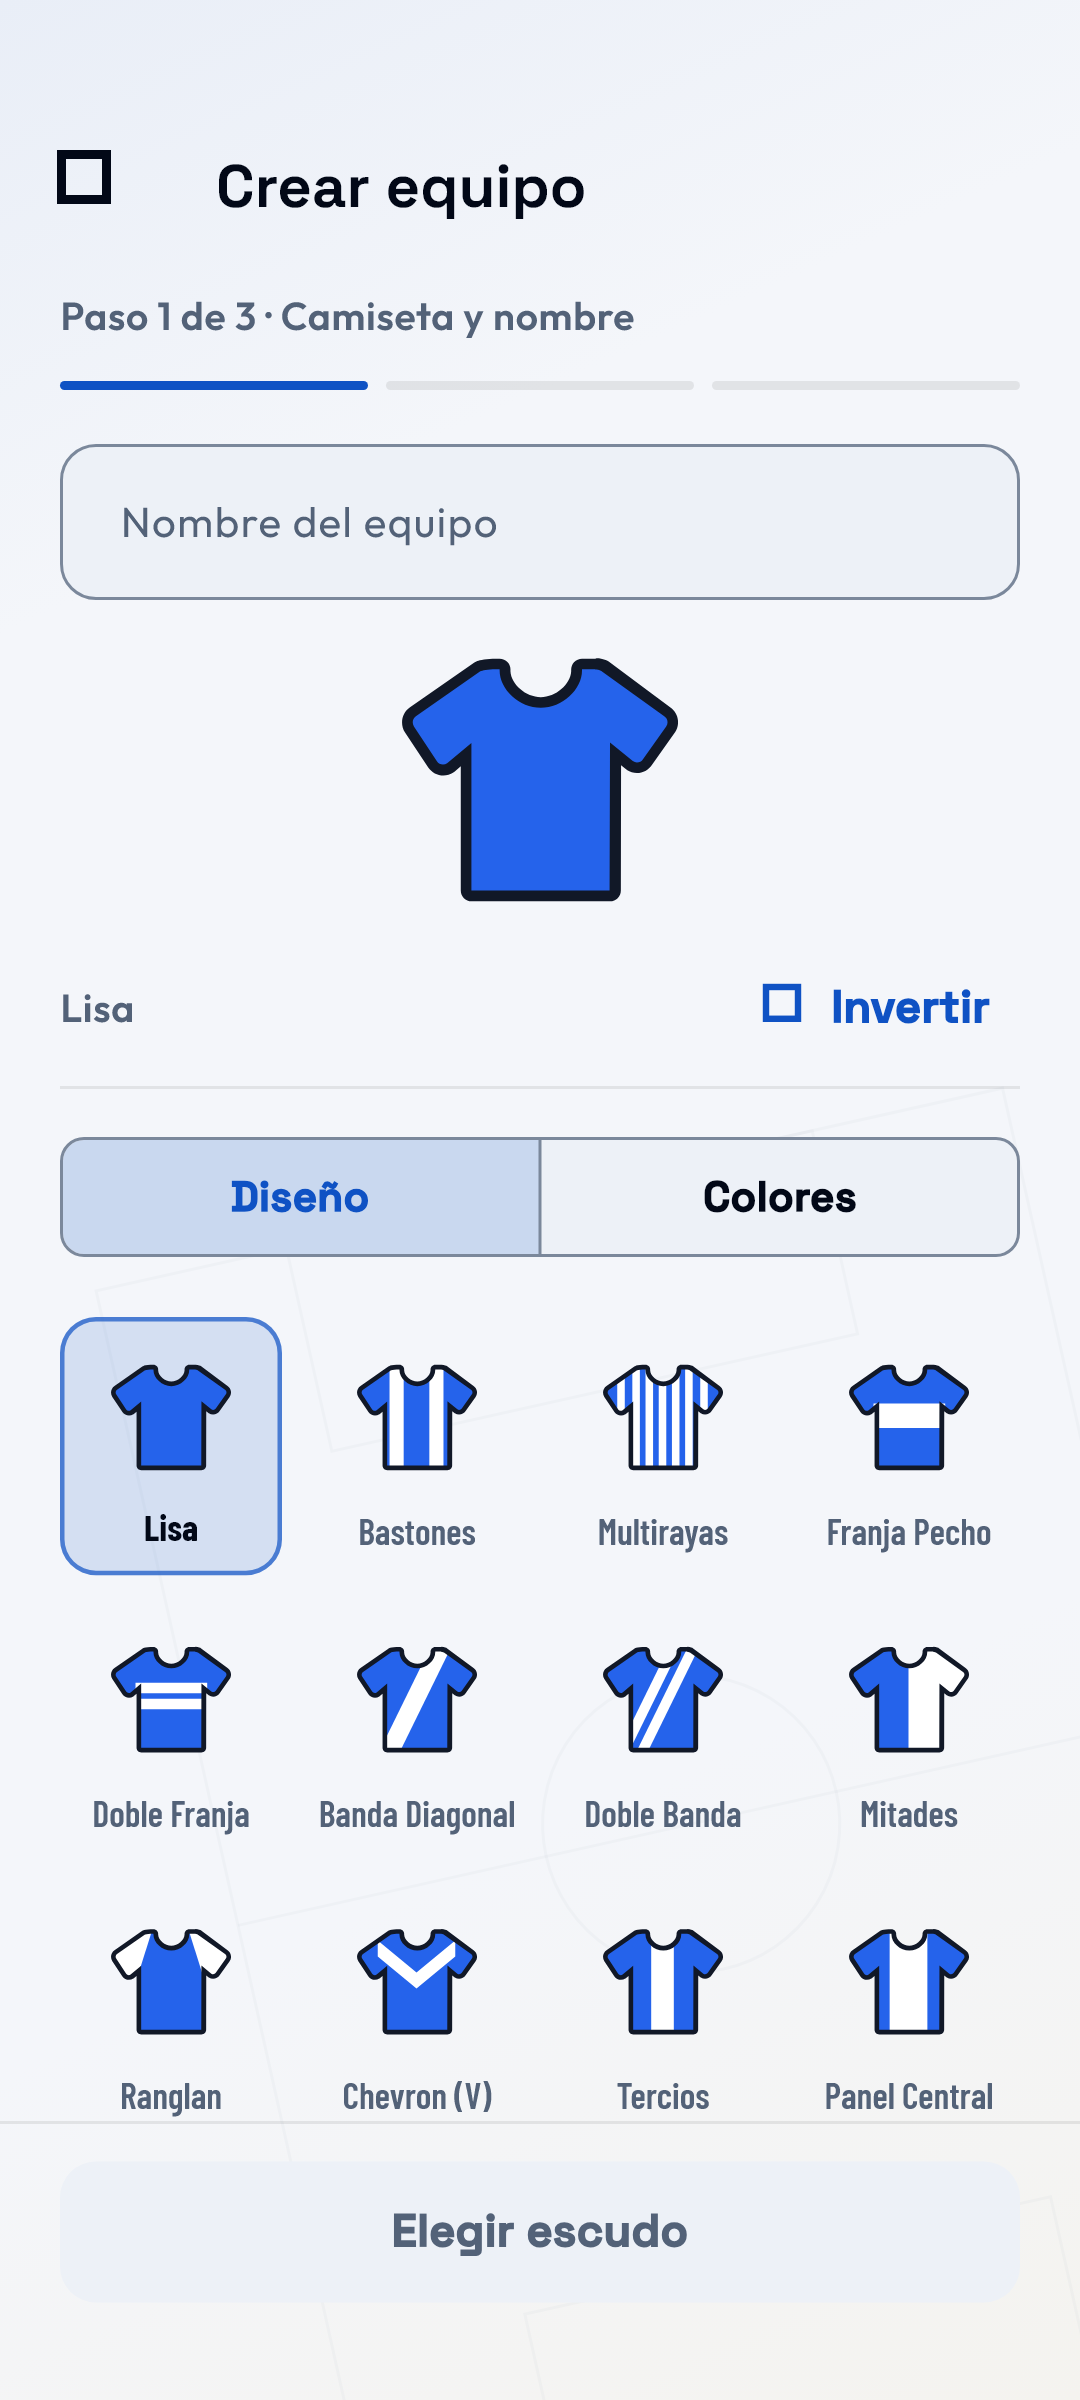 Crear equipo
Paso 1 de 3 · Camiseta y nombre
Nombre del equipo
Lisa
Invertir
Diseño
Colores
Lisa
Bastones
Multirayas
Franja Pecho
Doble Franja
Banda Diagonal
Doble Banda
Mitades
Ranglan
Chevron (V)
Tercios
Panel Central
Elegir escudo